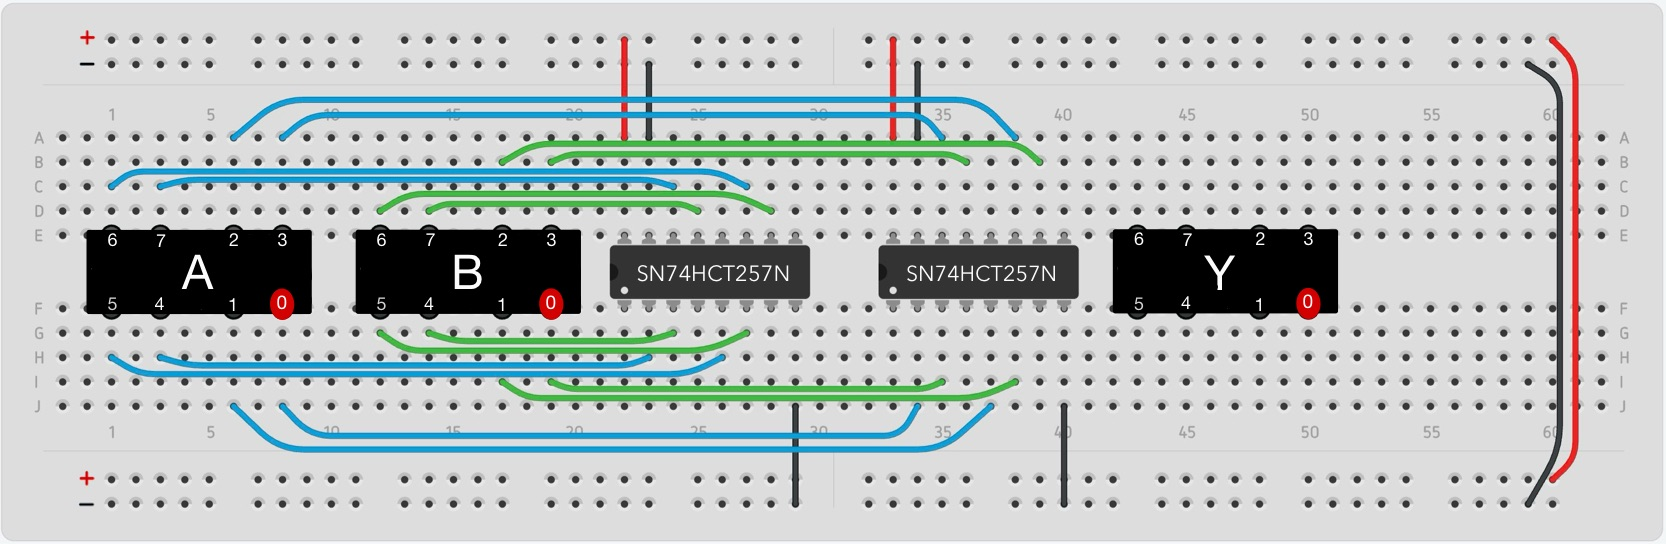 +
−
1 5 10 15 20 25 30 35 40 45 50 55 60
A A
B B
C C
D D
E E
6 7 2 3 6 7 2 3 6 7 2 3
A B SN74HCT257N SN74HCT257N Y
5 4 1 0 5 4 1 0 5 4 1 0
F F
G G
H H
I I
J J
1 5 10 15 20 25 30 35 40 45 50 55 60
+
−